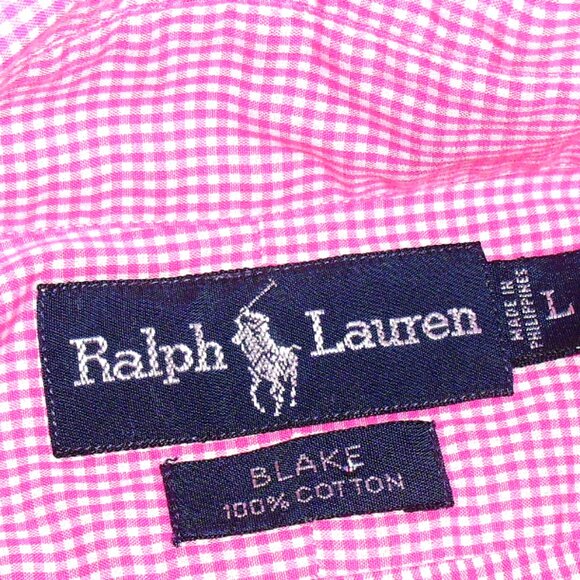 Ralph Lauren
MADE IN
PHILIPPINES
L
BLAKE
100% COTTON